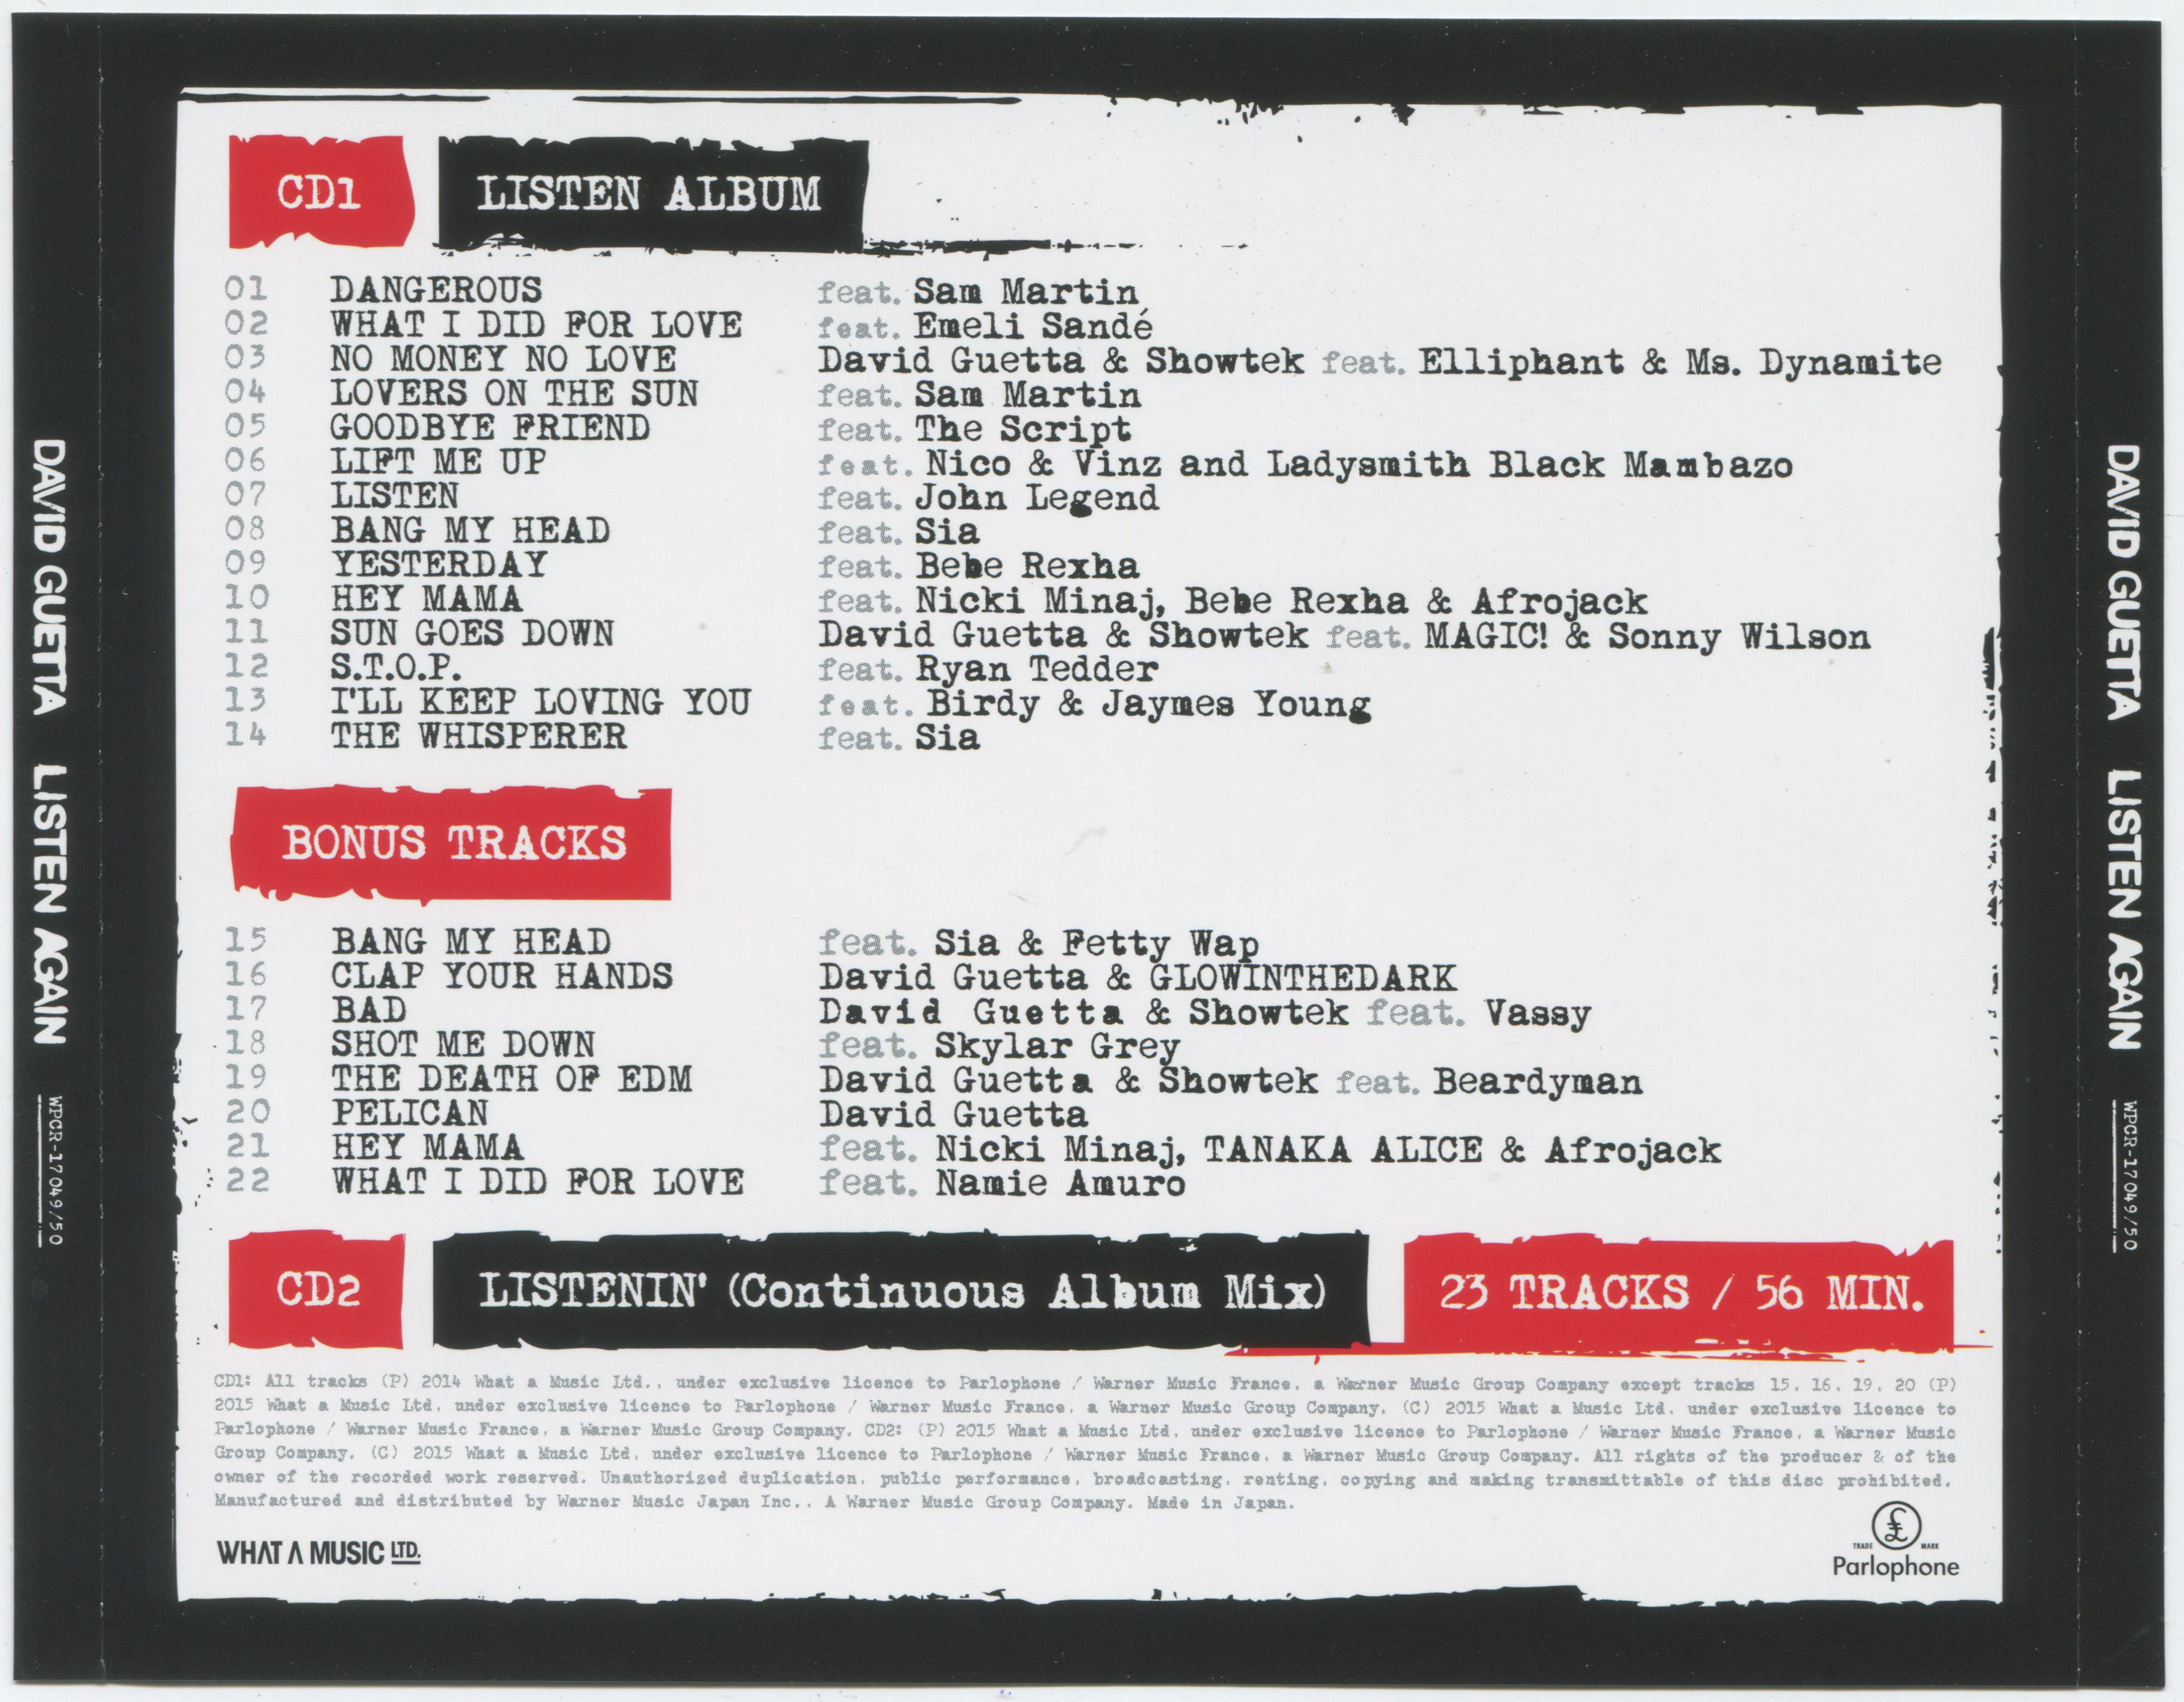 CD1 LISTEN ALBUM
01 DANGEROUS feat. Sam Martin
02 WHAT I DID FOR LOVE feat. Emeli Sandé
03 NO MONEY NO LOVE David Guetta & Showtek feat. Elliphant & Ms. Dynamite
04 LOVERS ON THE SUN feat. Sam Martin
05 GOODBYE FRIEND feat. The Script
06 LIFT ME UP feat. Nico & Vinz and Ladysmith Black Mambazo
07 LISTEN feat. John Legend
08 BANG MY HEAD feat. Sia
09 YESTERDAY feat. Bebe Rexha
10 HEY MAMA feat. Nicki Minaj, Bebe Rexha & Afrojack
11 SUN GOES DOWN David Guetta & Showtek feat. MAGIC! & Sonny Wilson
12 S.T.O.P. feat. Ryan Tedder
13 I'LL KEEP LOVING YOU feat. Birdy & Jaymes Young
14 THE WHISPERER feat. Sia
BONUS TRACKS
15 BANG MY HEAD feat. Sia & Fetty Wap
16 CLAP YOUR HANDS David Guetta & GLOWINTHEDARK
17 BAD David Guetta & Showtek feat. Vassy
18 SHOT ME DOWN feat. Skylar Grey
19 THE DEATH OF EDM David Guetta & Showtek feat. Beardyman
20 PELICAN David Guetta
21 HEY MAMA feat. Nicki Minaj, TANAKA ALICE & Afrojack
22 WHAT I DID FOR LOVE feat. Namie Amuro
CD2 LISTENIN' (Continuous Album Mix) 23 TRACKS / 56 MIN.
CD1: All tracks (P) 2014 What a Music Ltd., under exclusive licence to Parlophone / Warner Music France, a Warner Music Group Company except tracks 15, 16, 19, 20 (P)
2015 What a Music Ltd, under exclusive licence to Parlophone / Warner Music France, a Warner Music Group Company. (C) 2015 What a Music Ltd. under exclusive licence to
Parlophone / Warner Music France, a Warner Music Group Company. CD2: (P) 2015 What a Music Ltd, under exclusive licence to Parlophone / Warner Music France, a Warner Music
Group Company. (C) 2015 What a Music Ltd, under exclusive licence to Parlophone / Warner Music France, a Warner Music Group Company. All rights of the producer & of the
owner of the recorded work reserved. Unauthorized duplication, public performance, broadcasting, renting, copying and making transmittable of this disc prohibited.
Manufactured and distributed by Warner Music Japan Inc., A Warner Music Group Company. Made in Japan.
WHAT A MUSIC LTD.
TRADE MARK
Parlophone
DAVID GUETTA LISTEN AGAIN WPCR-17049/50
DAVID GUETTA LISTEN AGAIN WPCR-17049/50